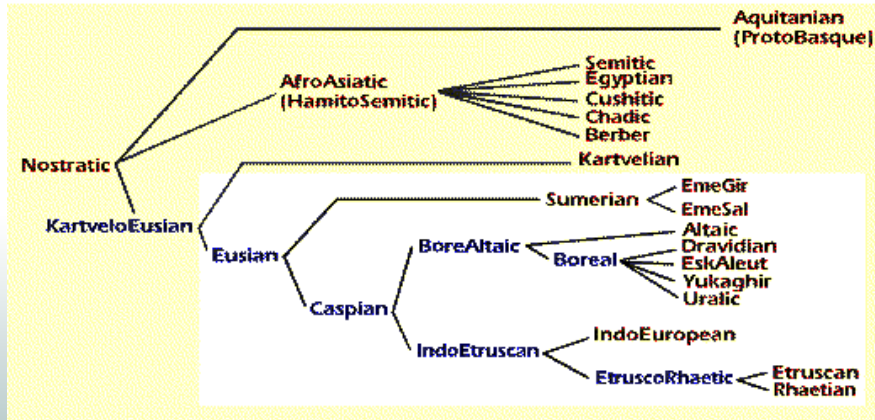 Aquitanian
(ProtoBasque)
AfroAsiatic
(HamitoSemitic)
Semitic
Egyptian
Cushitic
Chadic
Berber
Nostratic
Kartvelian
KartveloEusian
Sumerian
EmeGir
EmeSal
Eusian
BoreAltaic
Altaic
Boreal
Dravidian
EskAleut
Yukaghir
Uralic
Caspian
IndoEtruscan
IndoEuropean
EtruscoRhaetic
Etruscan
Rhaetian